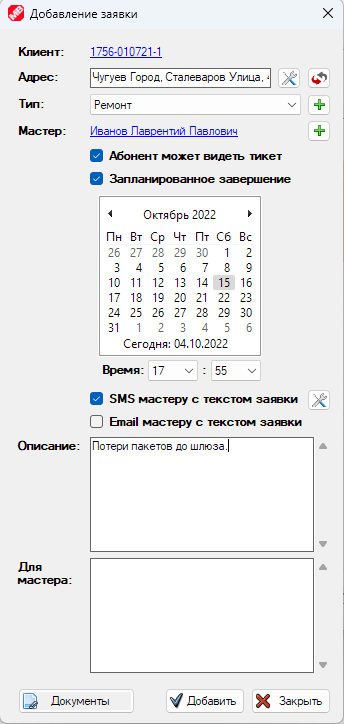 Добавление заявки
Клиент: 1756-010721-1
Адрес: Чугуев Город, Сталеваров Улица,
Тип: Ремонт
Мастер: Иванов Лаврентий Павлович
Абонент может видеть тикет
Запланированное завершение
Октябрь 2022
Пн Вт Ср Чт Пт Сб Вс
26 27 28 29 30 1 2
3 4 5 6 7 8 9
10 11 12 13 14 15 16
17 18 19 20 21 22 23
24 25 26 27 28 29 30
31 1 2 3 4 5 6
Сегодня: 04.10.2022
Время: 17 : 55
SMS мастеру с текстом заявки
Email мастеру с текстом заявки
Описание: Потери пакетов до шлюза.
Для
мастера:
Документы Добавить Закрыть